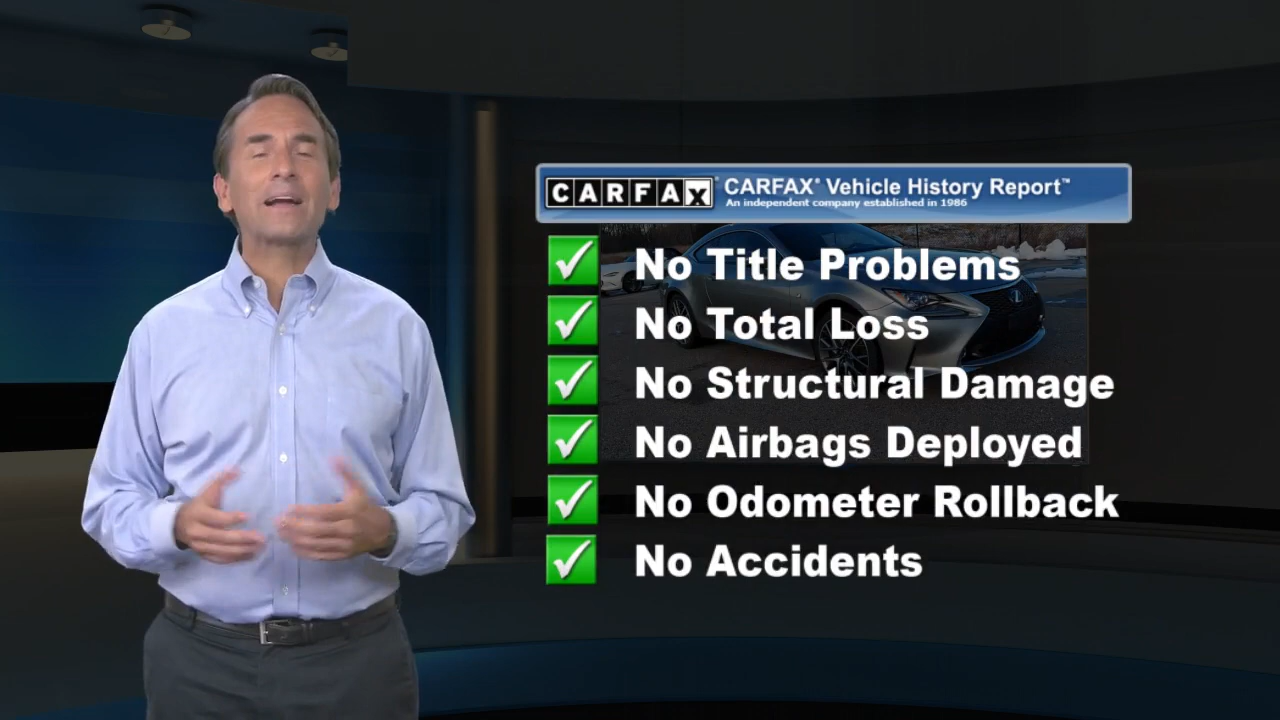 CARFAX® CARFAX® Vehicle History Report™
An independent company established in 1986
No Title Problems
No Total Loss
No Structural Damage
No Airbags Deployed
No Odometer Rollback
No Accidents